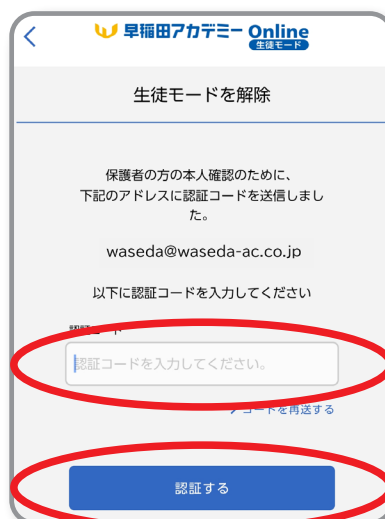 早稲田アカデミー Online
生徒モード
生徒モードを解除
保護者の方の本人確認のために、
下記のアドレスに認証コードを送信しまし
た。
waseda@waseda-ac.co.jp
以下に認証コードを入力してください
認証コード
認証コードを入力してください。
コードを再送する
認証する